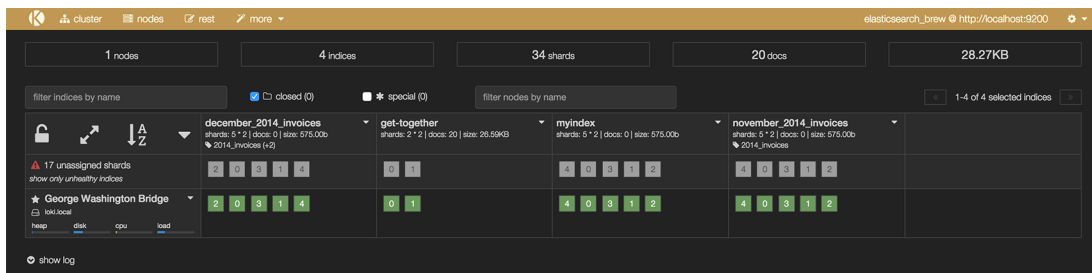 cluster nodes rest more elasticsearch_brew @ http://localhost:9200
1 nodes 4 indices 34 shards 20 docs 28.27KB
filter indices by name closed (0) special (0) filter nodes by name « 1-4 of 4 selected indices »
december_2014_invoices get-together myindex november_2014_invoices
shards: 5 * 2 | docs: 0 | size: 575.00b shards: 2 * 2 | docs: 20 | size: 26.59KB shards: 5 * 2 | docs: 0 | size: 575.00b shards: 5 * 2 | docs: 0 | size: 575.00b
2014_invoices (+2) 2014_invoices
17 unassigned shards 2 0 3 1 4 0 1 4 0 3 1 2 4 0 3 1 2
show only unhealthy indices
George Washington Bridge 2 0 3 1 4 0 1 4 0 3 1 2 4 0 3 1 2
loki.local
heap disk cpu load
show log